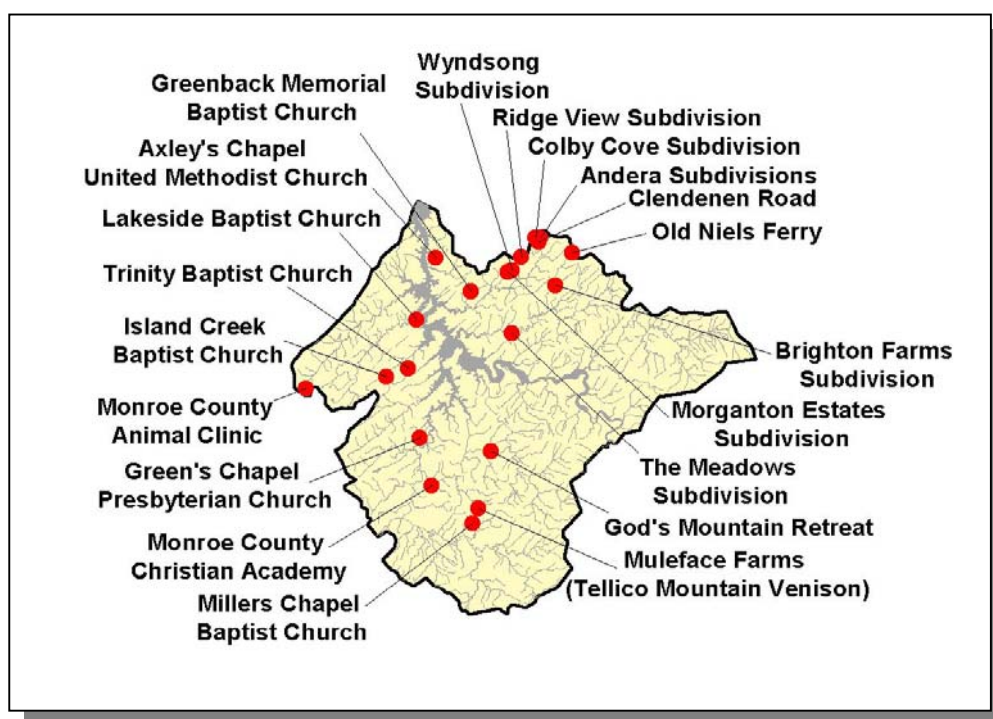 Wyndsong
Subdivision
Greenback Memorial
Baptist Church
Ridge View Subdivision
Colby Cove Subdivision
Axley's Chapel
United Methodist Church
Andera Subdivisions
Clendenen Road
Lakeside Baptist Church
Old Niels Ferry
Trinity Baptist Church
Island Creek
Baptist Church
Brighton Farms
Subdivision
Monroe County
Animal Clinic
Morganton Estates
Subdivision
Green's Chapel
Presbyterian Church
The Meadows
Subdivision
God's Mountain Retreat
Monroe County
Christian Academy
Muleface Farms
(Tellico Mountain Venison)
Millers Chapel
Baptist Church